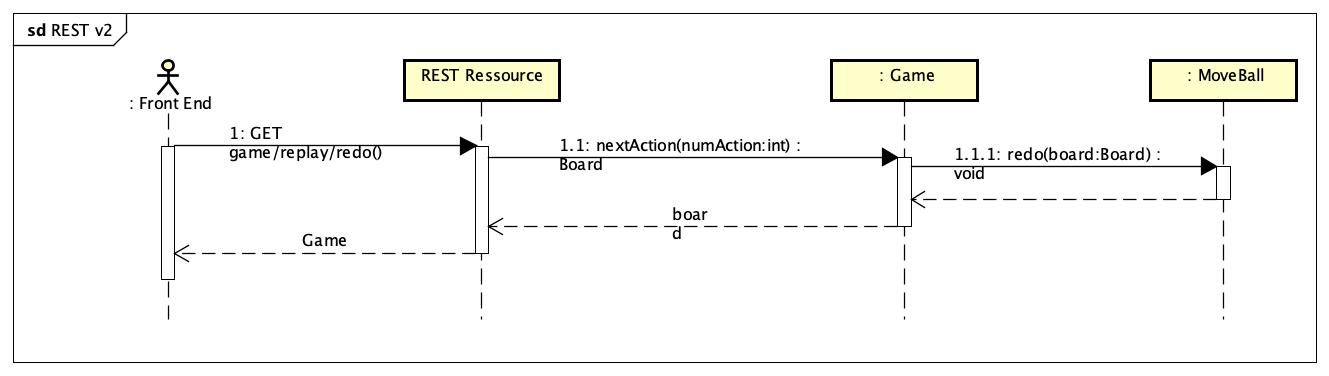 sd REST v2
: Front End
REST Ressource
: Game
: MoveBall
1: GET
game/replay/redo()
1.1: nextAction(numAction:int) :
Board
1.1.1: redo(board:Board) :
void
boar
d
Game